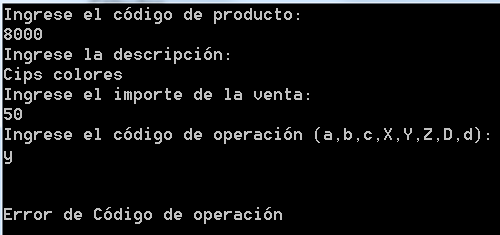 Ingrese el código de producto:
8000
Ingrese la descripción:
Cips colores
Ingrese el importe de la venta:
50
Ingrese el código de operación (a,b,c,X,Y,Z,D,d):
y
Error de Código de operación